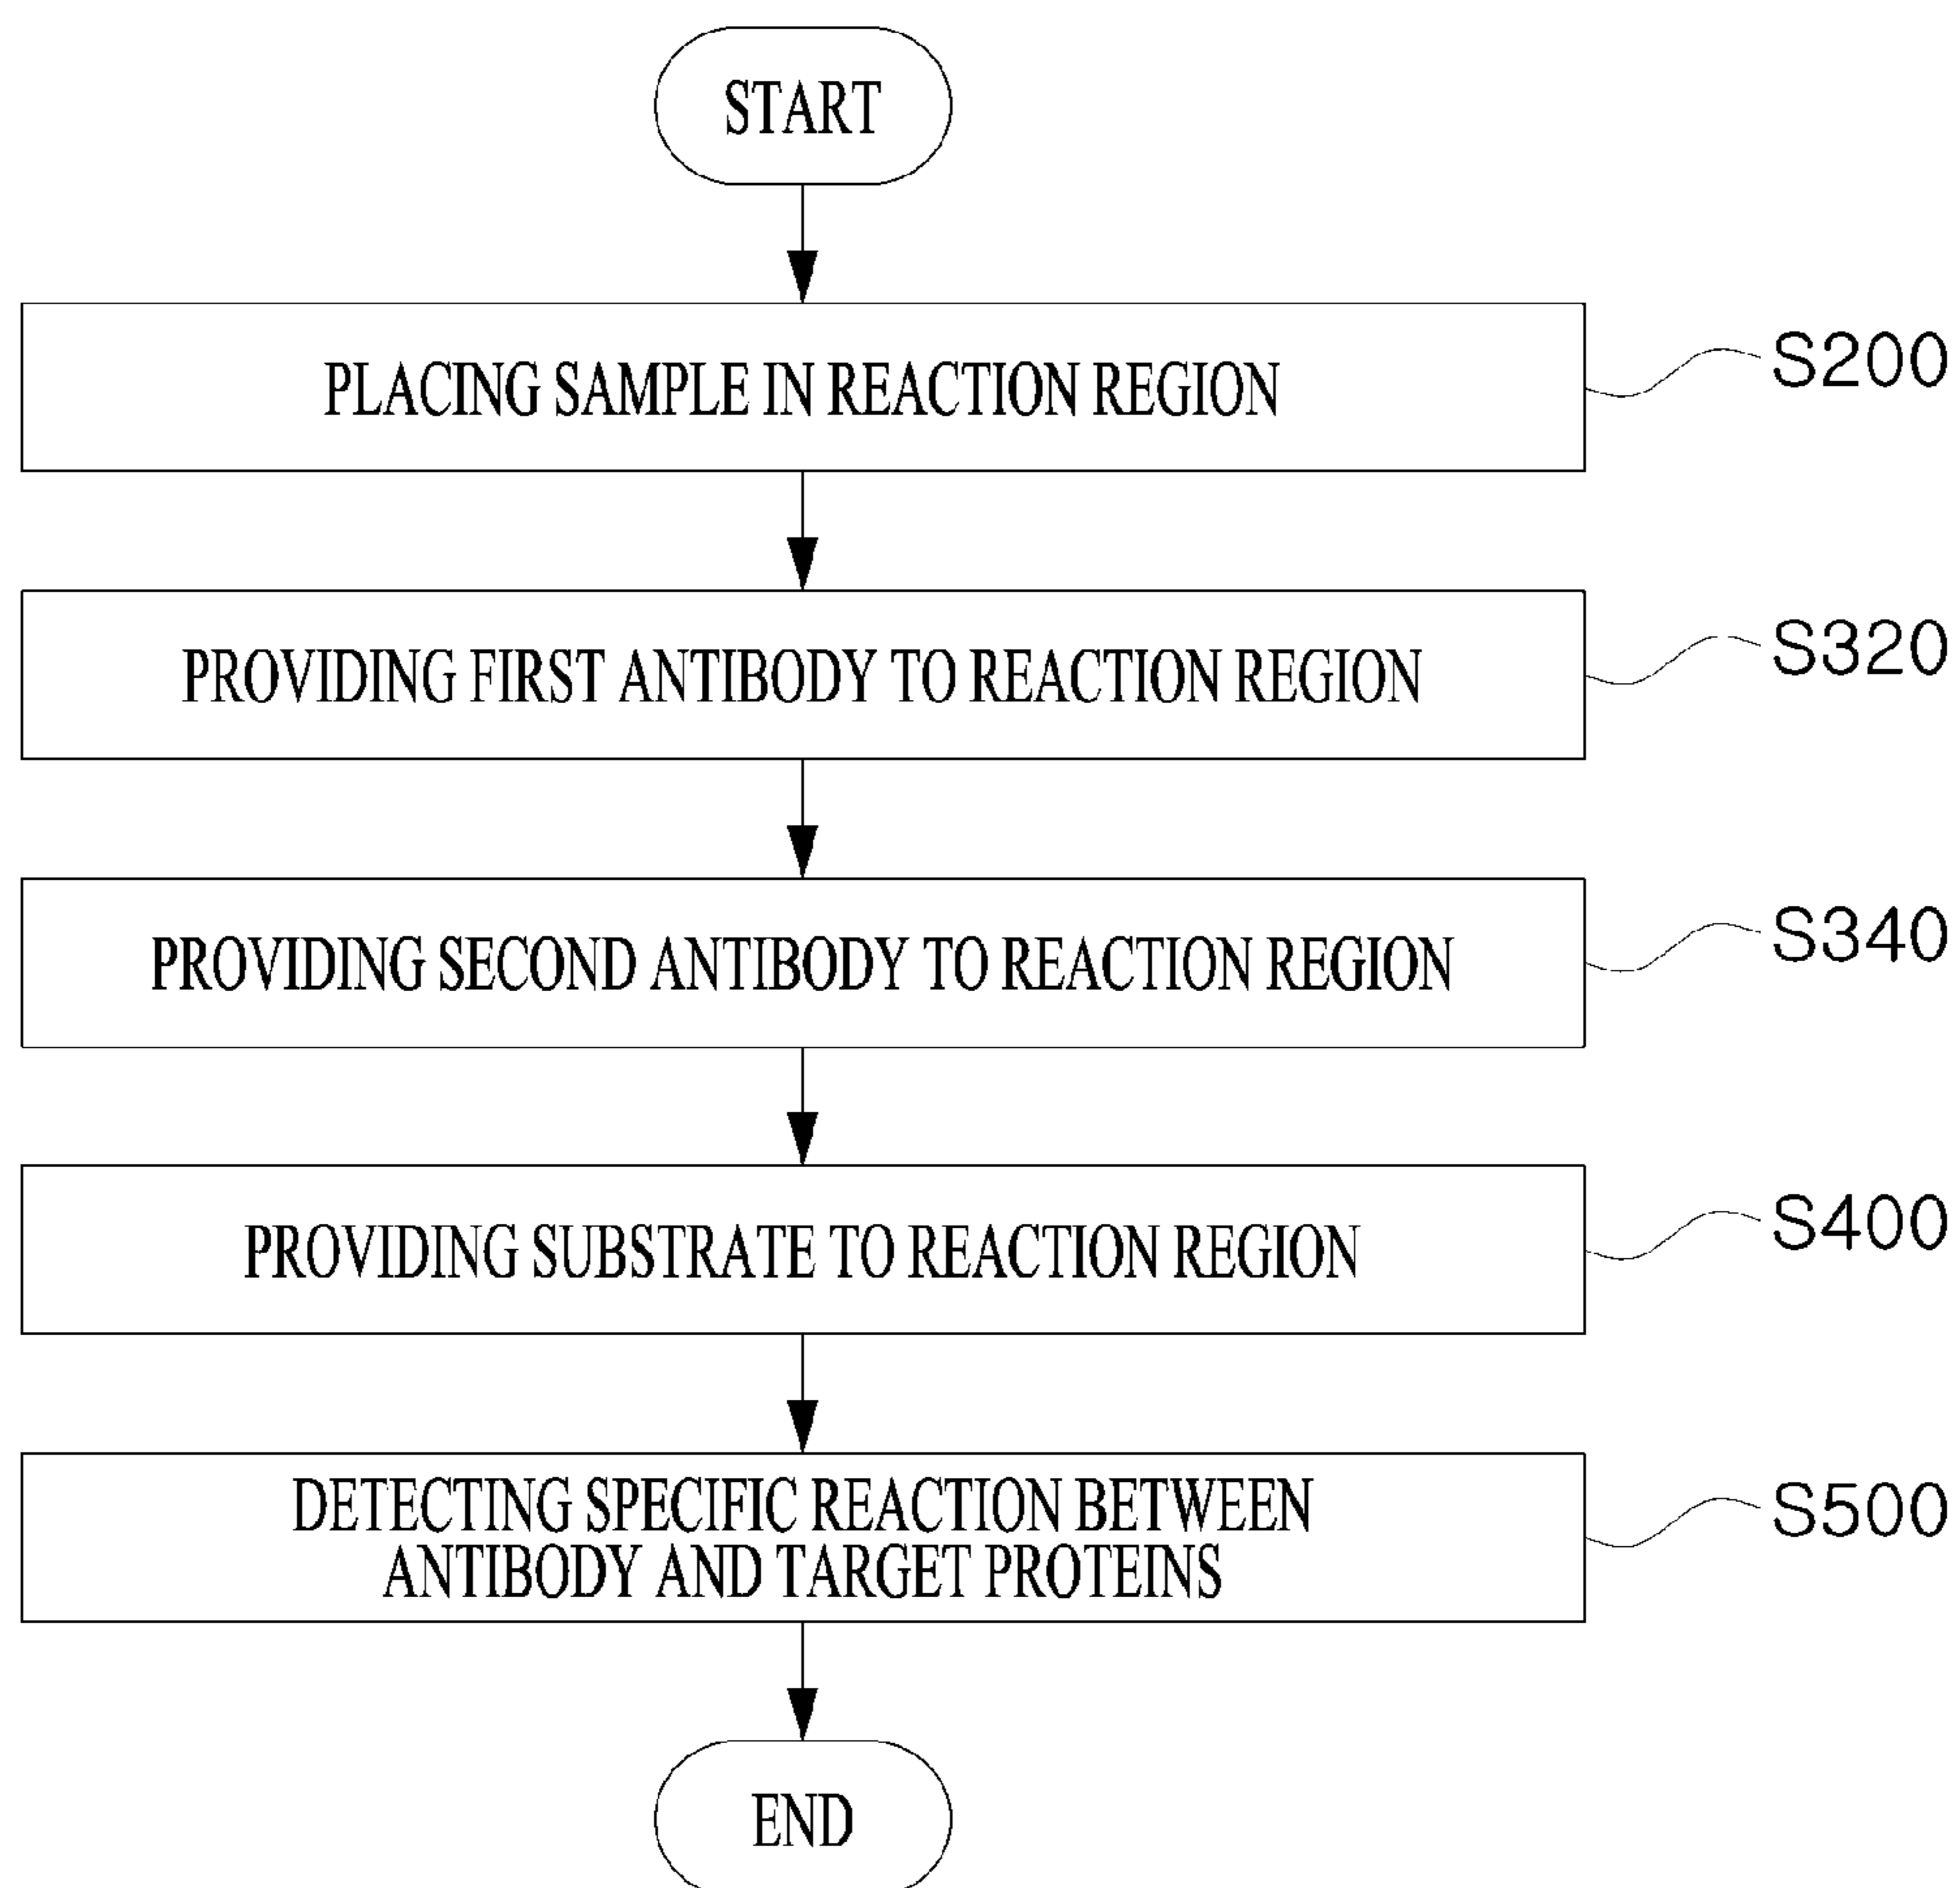 START
PLACING SAMPLE IN REACTION REGION
S200
PROVIDING FIRST ANTIBODY TO REACTION REGION
S320
PROVIDING SECOND ANTIBODY TO REACTION REGION
S340
PROVIDING SUBSTRATE TO REACTION REGION
S400
DETECTING SPECIFIC REACTION BETWEEN
ANTIBODY AND TARGET PROTEINS
S500
END